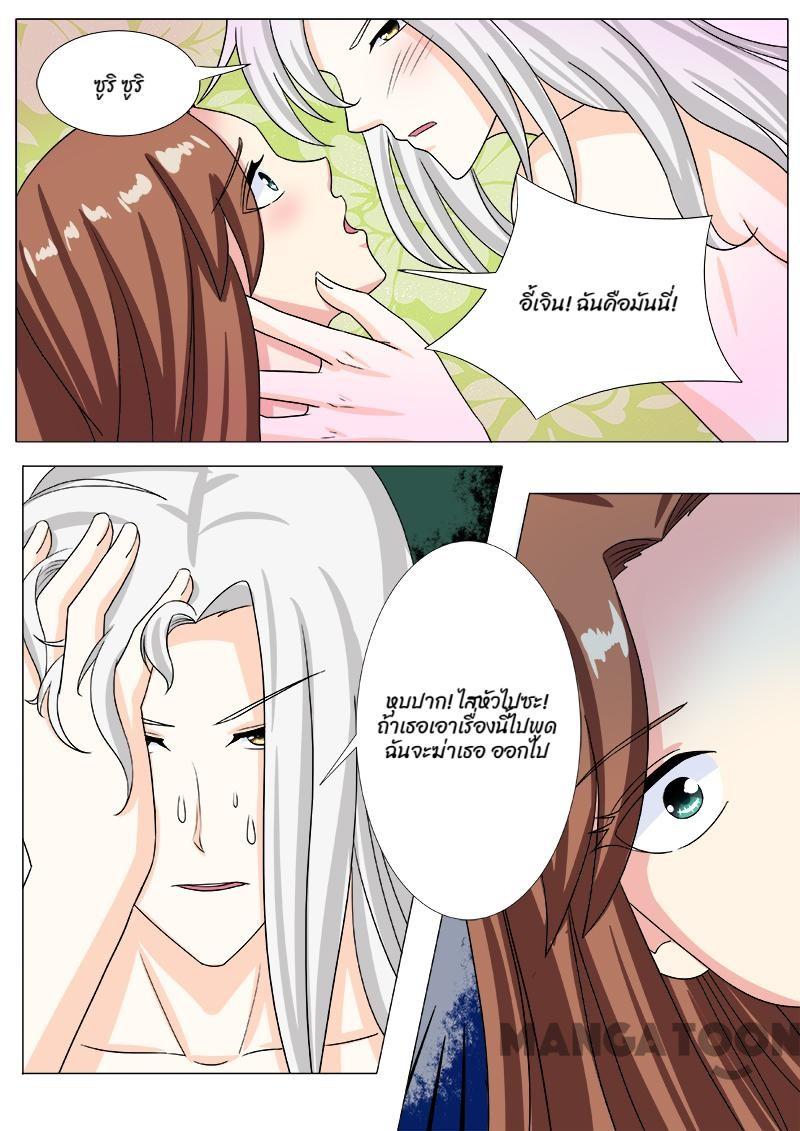 ซูริ ซูริ
อี้เจิน! ฉันคือมันนี่!
หุบปาก! ไสหัวไปซะ!
ถ้าเธอเอาเรื่องนี้ไปพูด
ฉันจะฆ่าเธอ ออกไป
MANGATOON